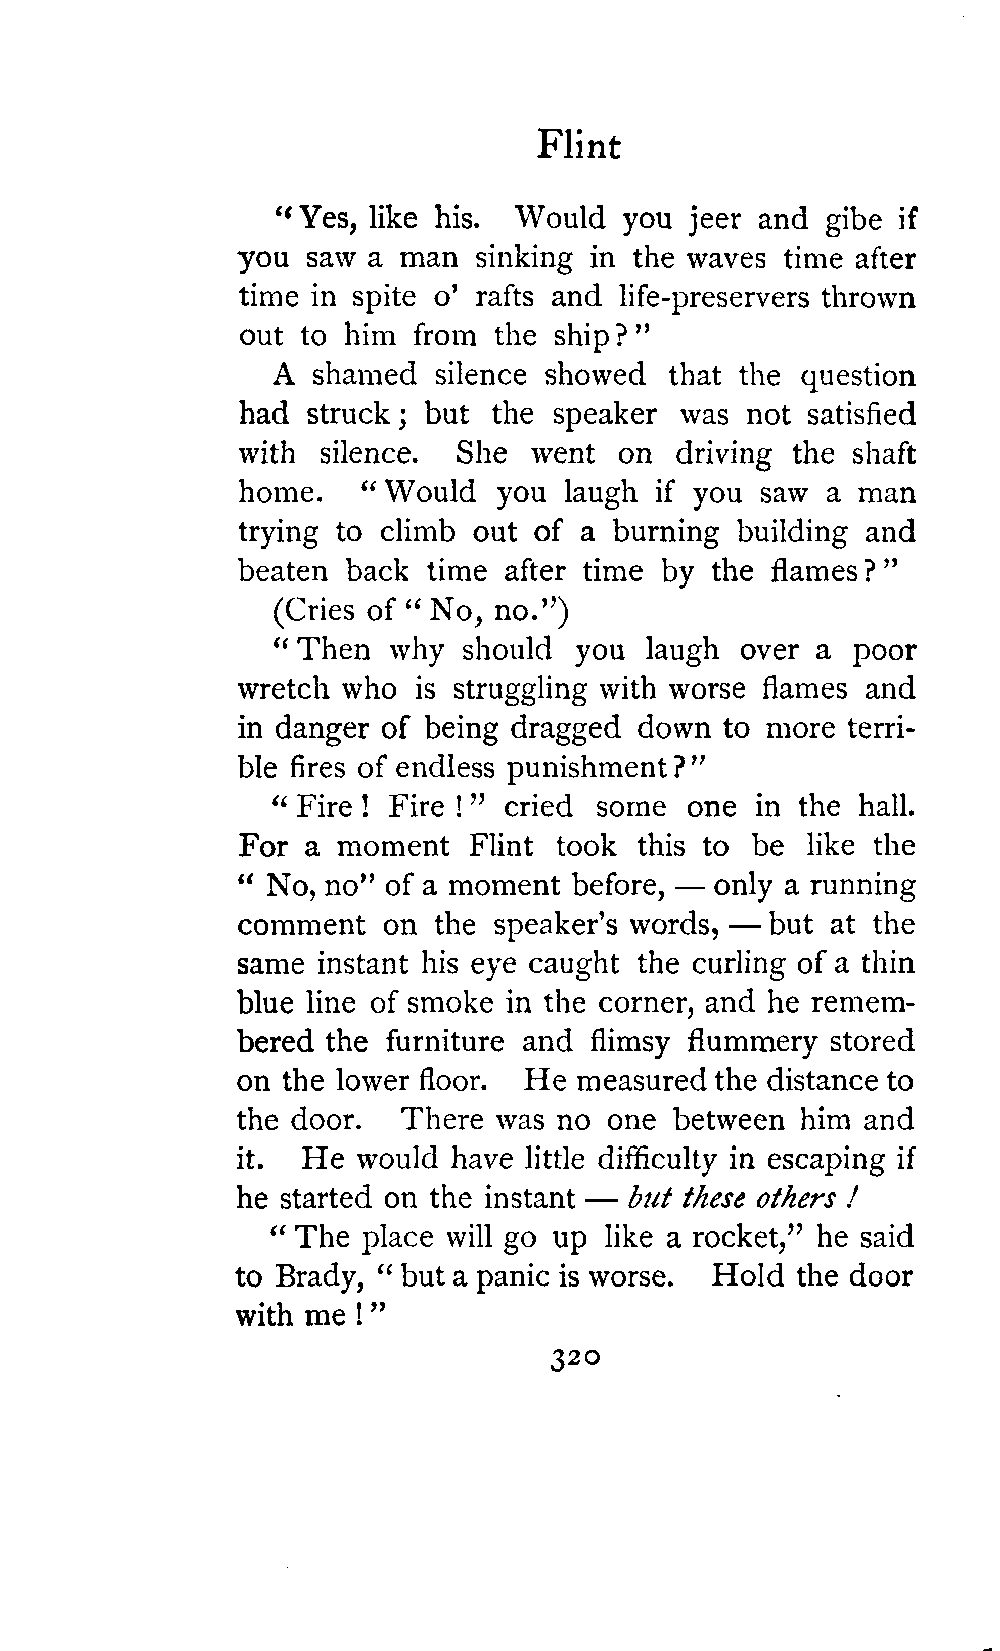 Flint
"Yes, like his. Would you jeer and gibe if
you saw a man sinking in the waves time after
time in spite o' rafts and life-preservers thrown
out to him from the ship?"
A shamed silence showed that the question
had struck; but the speaker was not satisfied
with silence. She went on driving the shaft
home. "Would you laugh if you saw a man
trying to climb out of a burning building and
beaten back time after time by the flames?"
(Cries of "No, no.")
"Then why should you laugh over a poor
wretch who is struggling with worse flames and
in danger of being dragged down to more terri-
ble fires of endless punishment?"
"Fire! Fire!" cried some one in the hall.
For a moment Flint took this to be like the
"No, no" of a moment before, — only a running
comment on the speaker's words, — but at the
same instant his eye caught the curling of a thin
blue line of smoke in the corner, and he remem-
bered the furniture and flimsy flummery stored
on the lower floor. He measured the distance to
the door. There was no one between him and
it. He would have little difficulty in escaping if
he started on the instant — but these others!
"The place will go up like a rocket," he said
to Brady, "but a panic is worse. Hold the door
with me!"
320